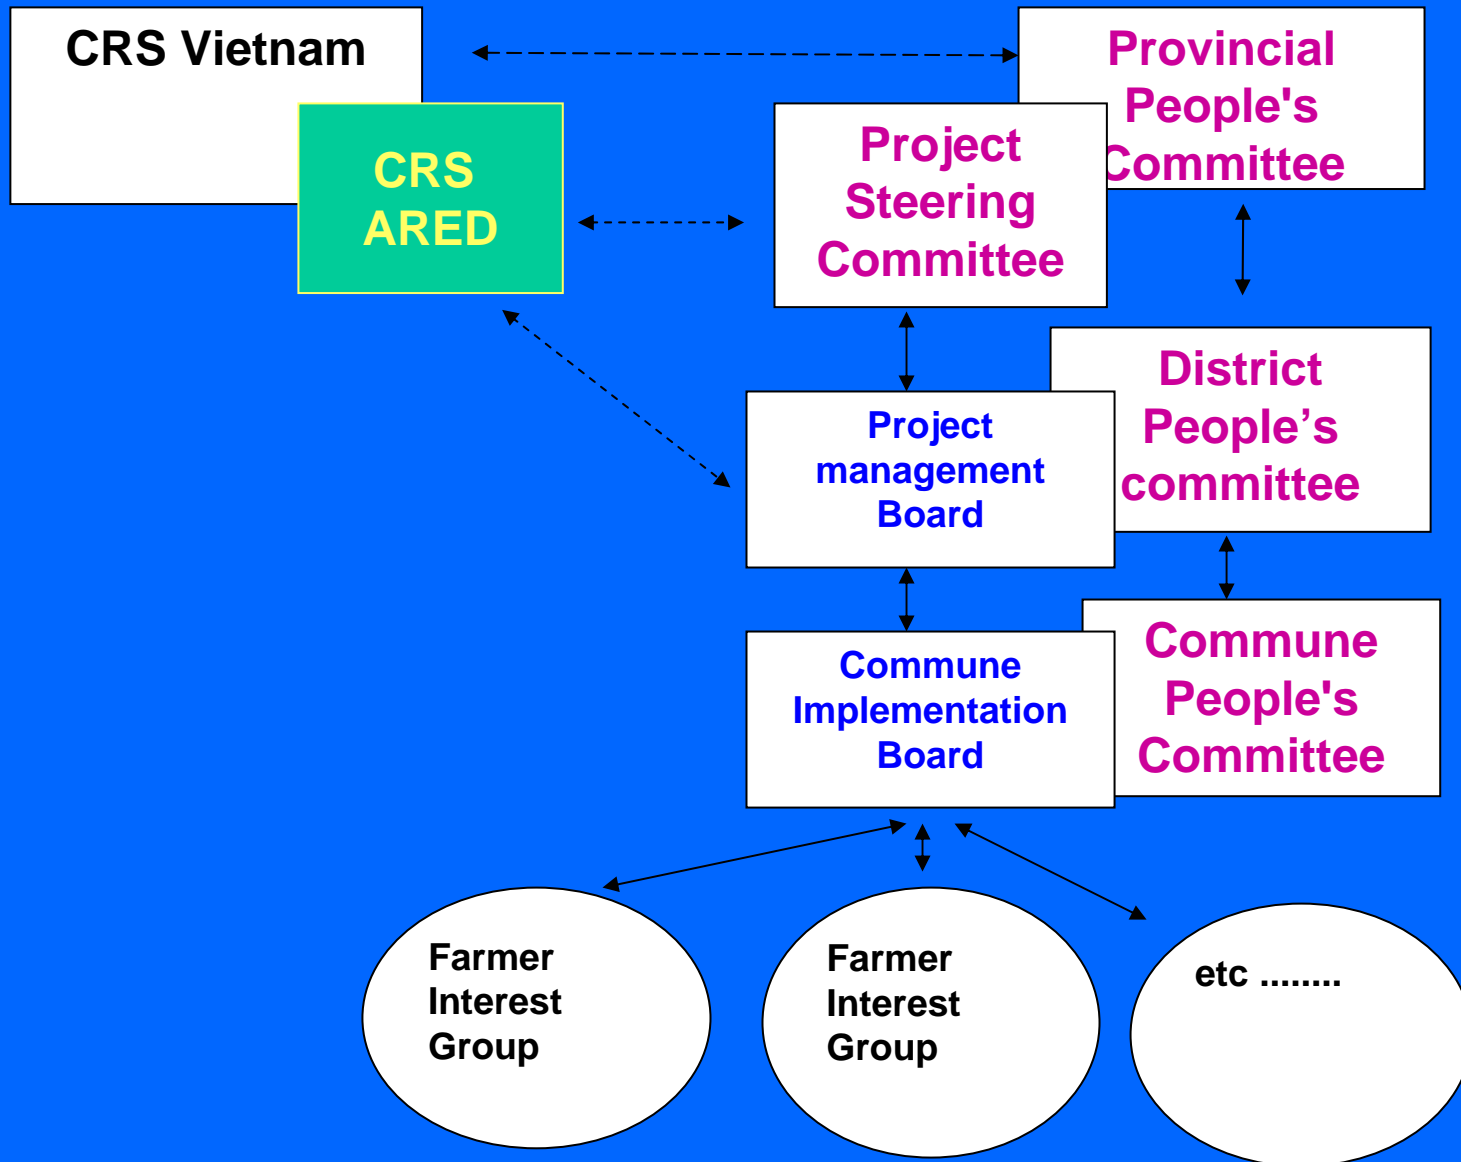 CRS Vietnam
Provincial
People's
Committee
CRS
ARED
Project
Steering
Committee
District
People’s
committee
Project
management
Board
Commune
People's
Committee
Commune
Implementation
Board
Farmer
Interest
Group
Farmer
Interest
Group
etc ........